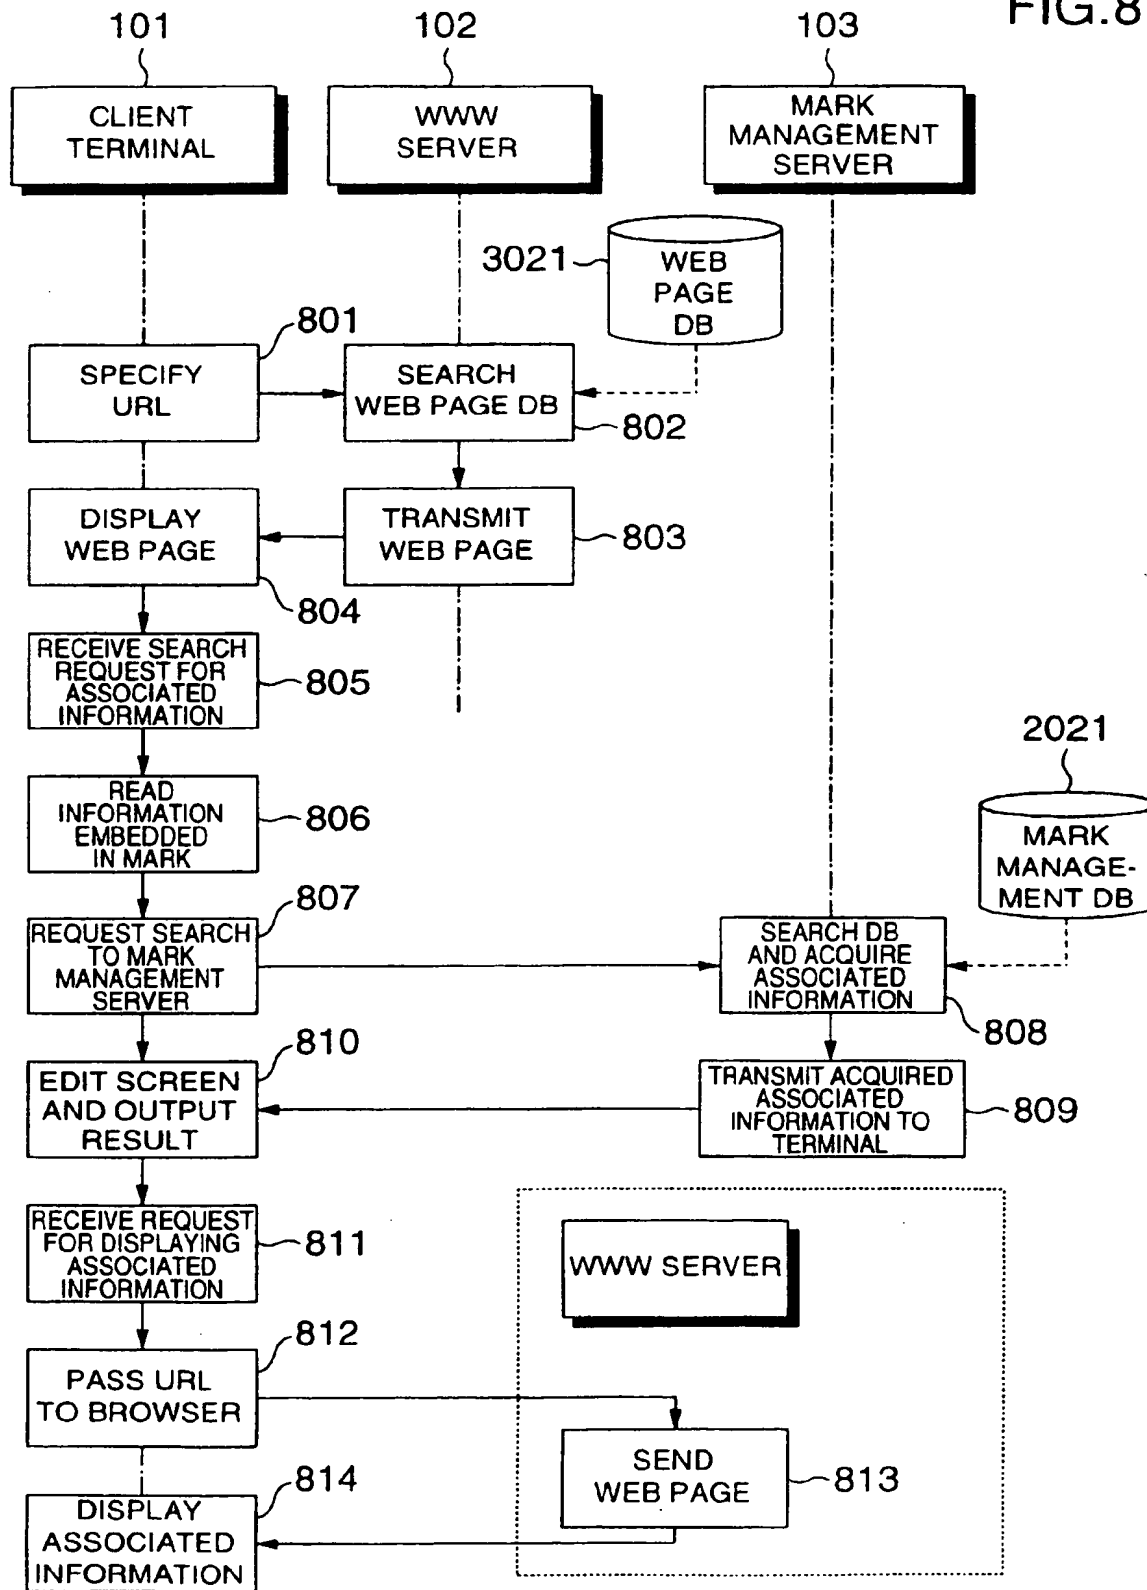 FIG.8
101
102
103
CLIENT
TERMINAL
WWW
SERVER
MARK
MANAGEMENT
SERVER
3021
WEB
PAGE
DB
801
SPECIFY
URL
SEARCH
WEB PAGE DB
802
DISPLAY
WEB PAGE
TRANSMIT
WEB PAGE
803
804
RECEIVE SEARCH
REQUEST FOR
ASSOCIATED
INFORMATION
805
2021
READ
INFORMATION
EMBEDDED
IN MARK
806
MARK
MANAGE-
MENT DB
807
REQUEST SEARCH
TO MARK
MANAGEMENT
SERVER
SEARCH DB
AND ACQUIRE
ASSOCIATED
INFORMATION
808
810
EDIT SCREEN
AND OUTPUT
RESULT
TRANSMIT ACQUIRED
ASSOCIATED
INFORMATION TO
TERMINAL
809
RECEIVE REQUEST
FOR DISPLAYING
ASSOCIATED
INFORMATION
811
WWW SERVER
812
PASS URL
TO BROWSER
SEND
WEB PAGE
813
814
DISPLAY
ASSOCIATED
INFORMATION